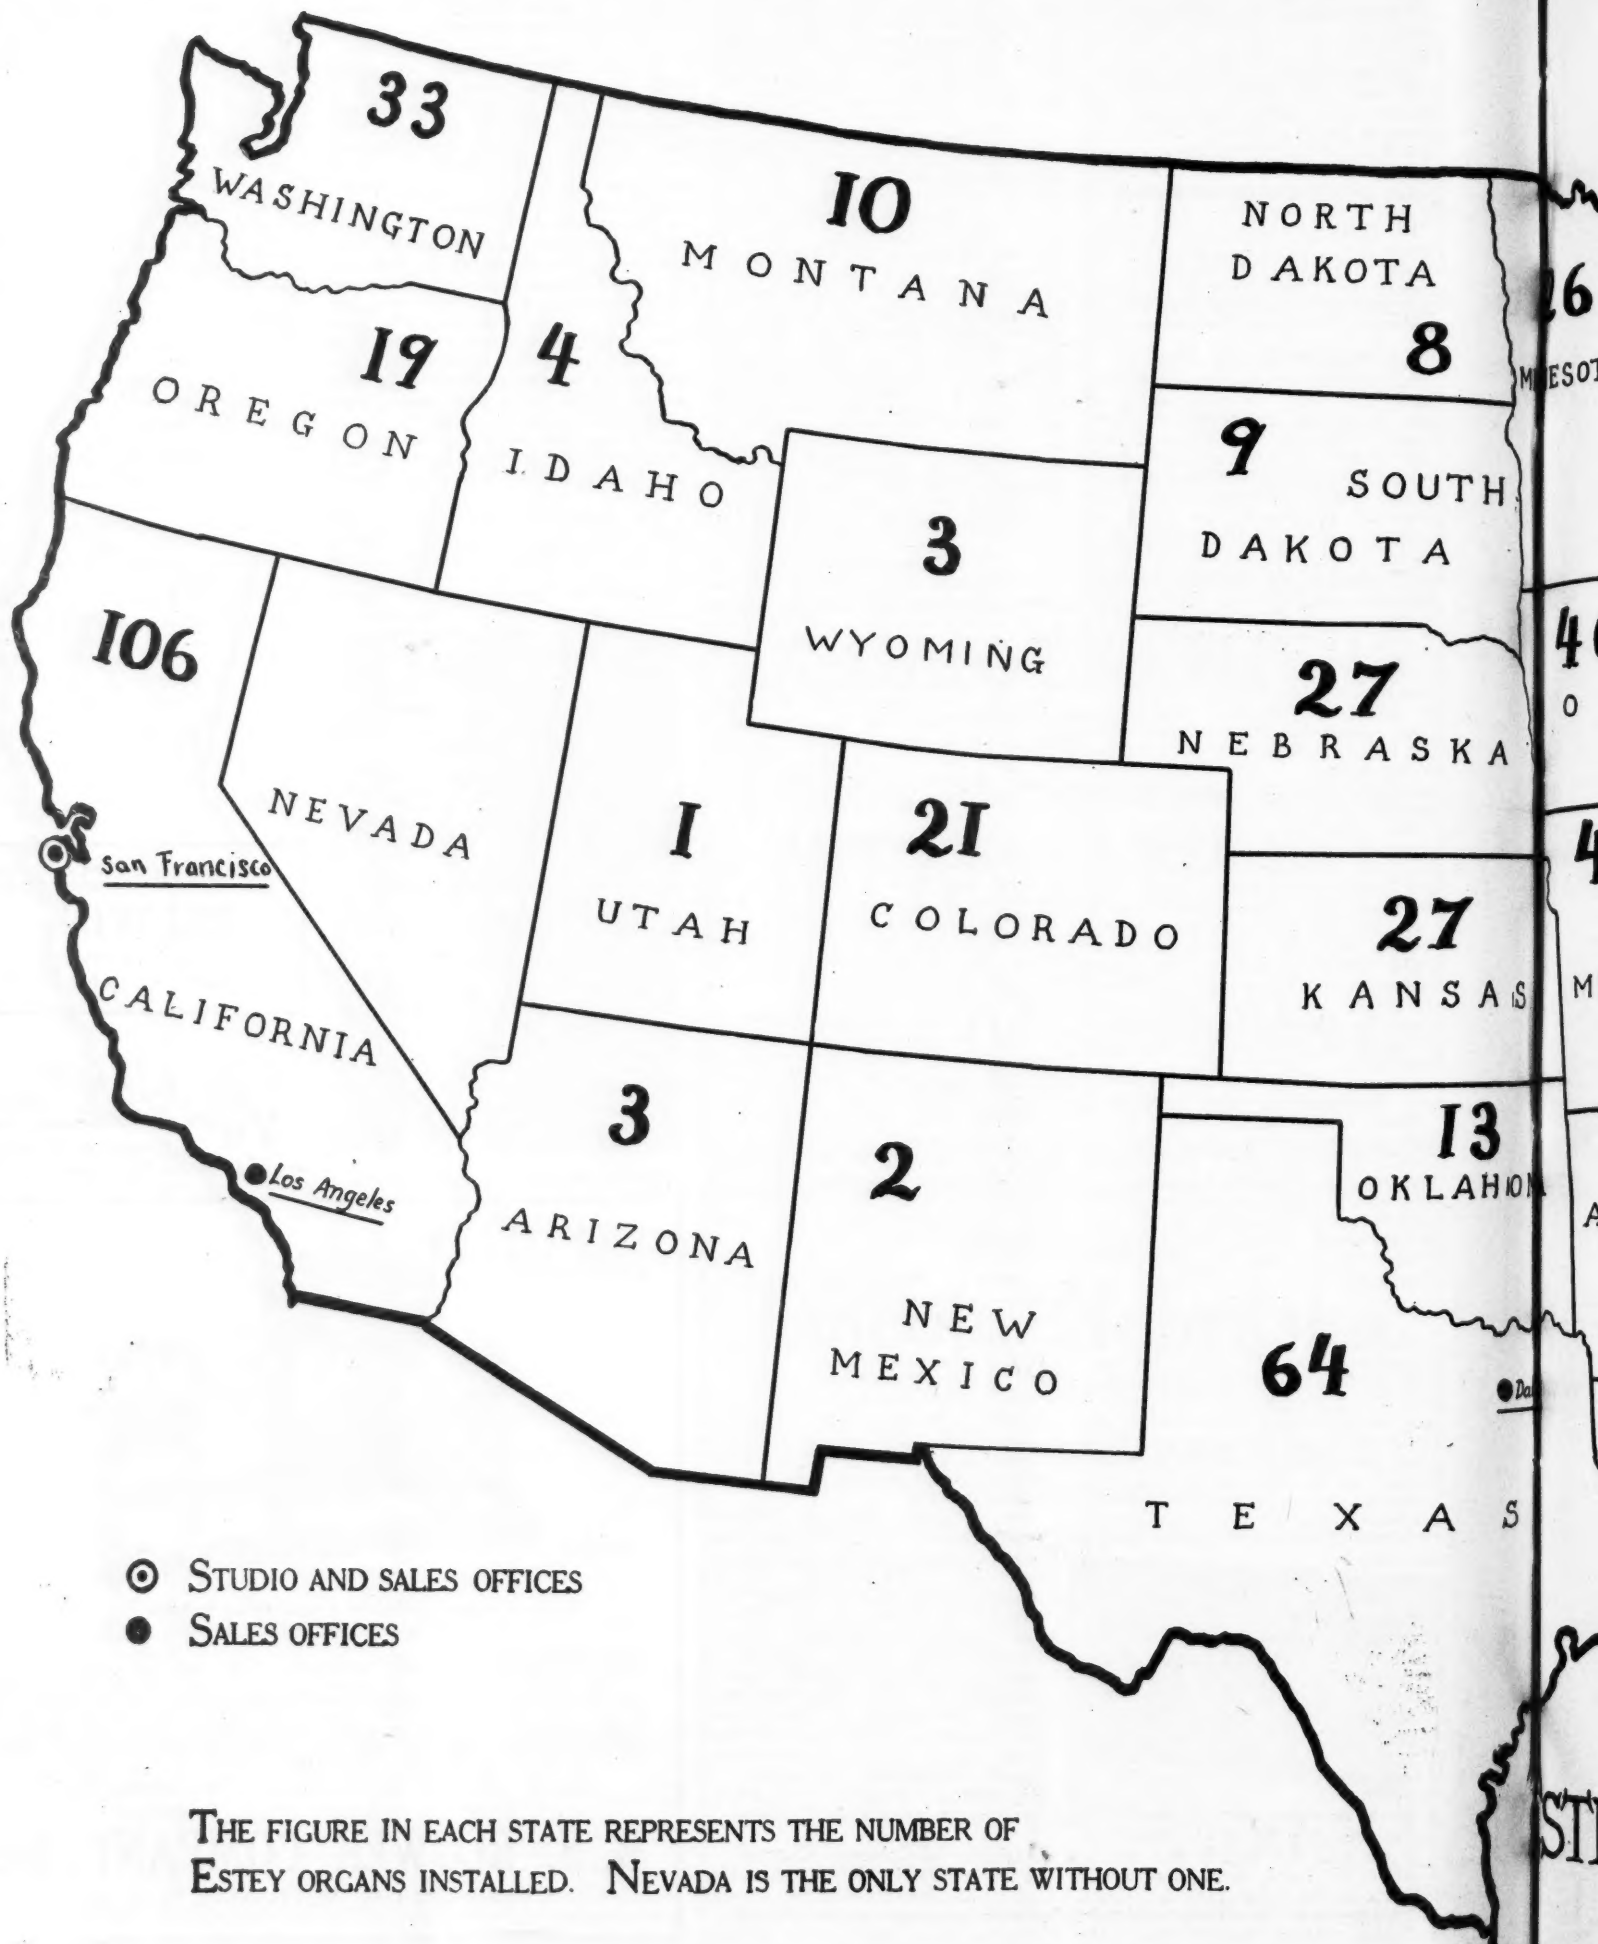 33
WASHINGTON
10
MONTANA
NORTH
DAKOTA
8
19
OREGON
4
IDAHO
9
SOUTH
DAKOTA
3
WYOMING
106
27
NEBRASKA
NEVADA
1
UTAH
21
COLORADO
27
KANSAS
San Francisco
CALIFORNIA
Los Angeles
3
ARIZONA
2
NEW
MEXICO
13
64
TEXAS
STUDIO AND SALES OFFICES
SALES OFFICES
THE FIGURE IN EACH STATE REPRESENTS THE NUMBER OF
ESTEY ORGANS INSTALLED. NEVADA IS THE ONLY STATE WITHOUT ONE.